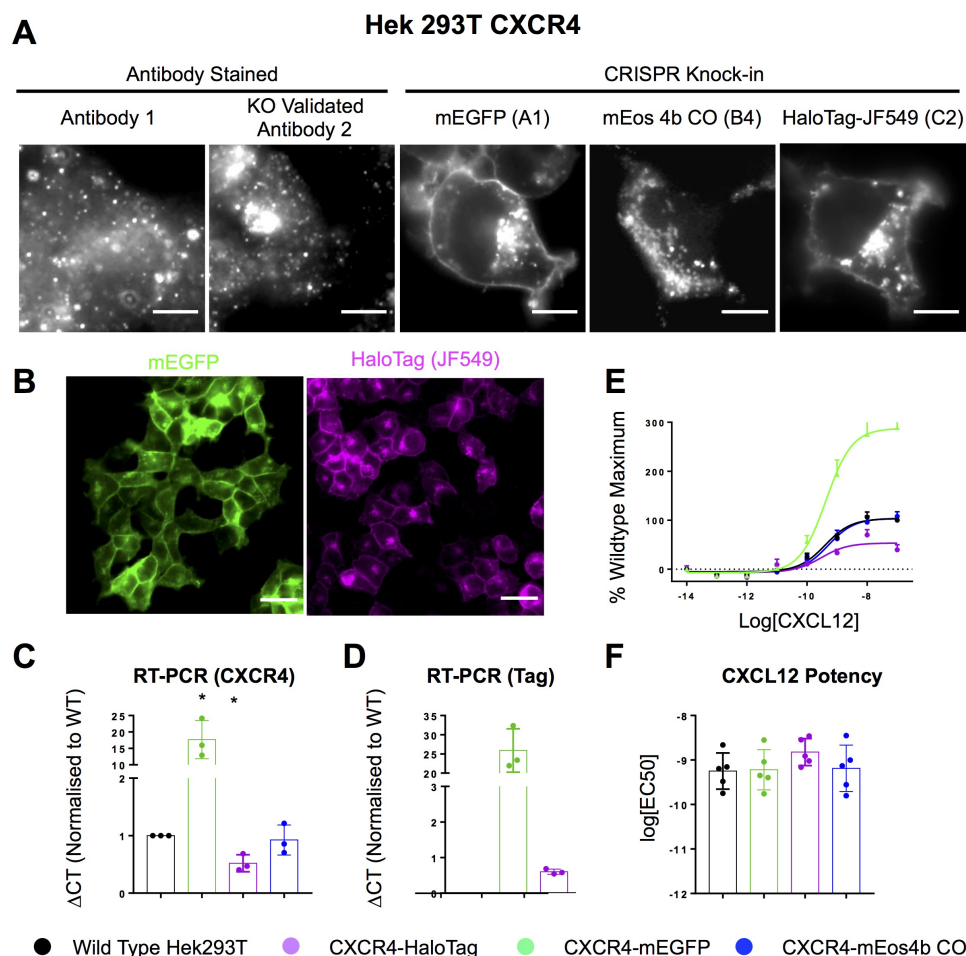 Hek 293T CXCR4
A
Antibody Stained
CRISPR Knock-in
Antibody 1
KO Validated
Antibody 2
mEGFP (A1)
mEos 4b CO (B4)
HaloTag-JF549 (C2)
B
mEGFP
HaloTag (JF549)
E
% Wildtype Maximum
300
200
100
0
-14
-12
-10
-8
Log[CXCL12]
C
RT-PCR (CXCR4)
* *
ΔCT (Normalised to WT)
25
20
15
10
2
1
0
D
RT-PCR (Tag)
ΔCT (Normalised to WT)
35
30
25
20
3
2
1
0
F
CXCL12 Potency
log[EC50]
-8
-9
-10
-11
-12
Wild Type Hek293T
CXCR4-HaloTag
CXCR4-mEGFP
CXCR4-mEos4b CO